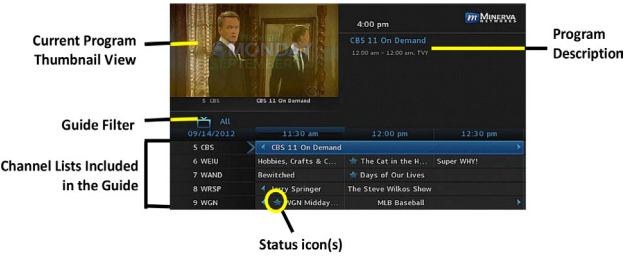 Current Program
Thumbnail View
4:00 pm
m MINERVA
NETWORKS
CBS 11 On Demand
12:00 am - 12:00 am, TVY
Program
Description
MONDAY
5 CBS CBS 11 On Demand
Guide Filter
All
09/14/2012 11:30 am 12:00 pm 12:30 pm
Channel Lists Included
in the Guide
5 CBS CBS 11 On Demand
6 WEIU Hobbies, Crafts & C... The Cat in the H... Super WHY!
7 WAND Bewitched Days of Our Lives
8 WRSP Jerry Springer The Steve Wilkos Show
9 WGN WGN Midday... MLB Baseball
Status icon(s)